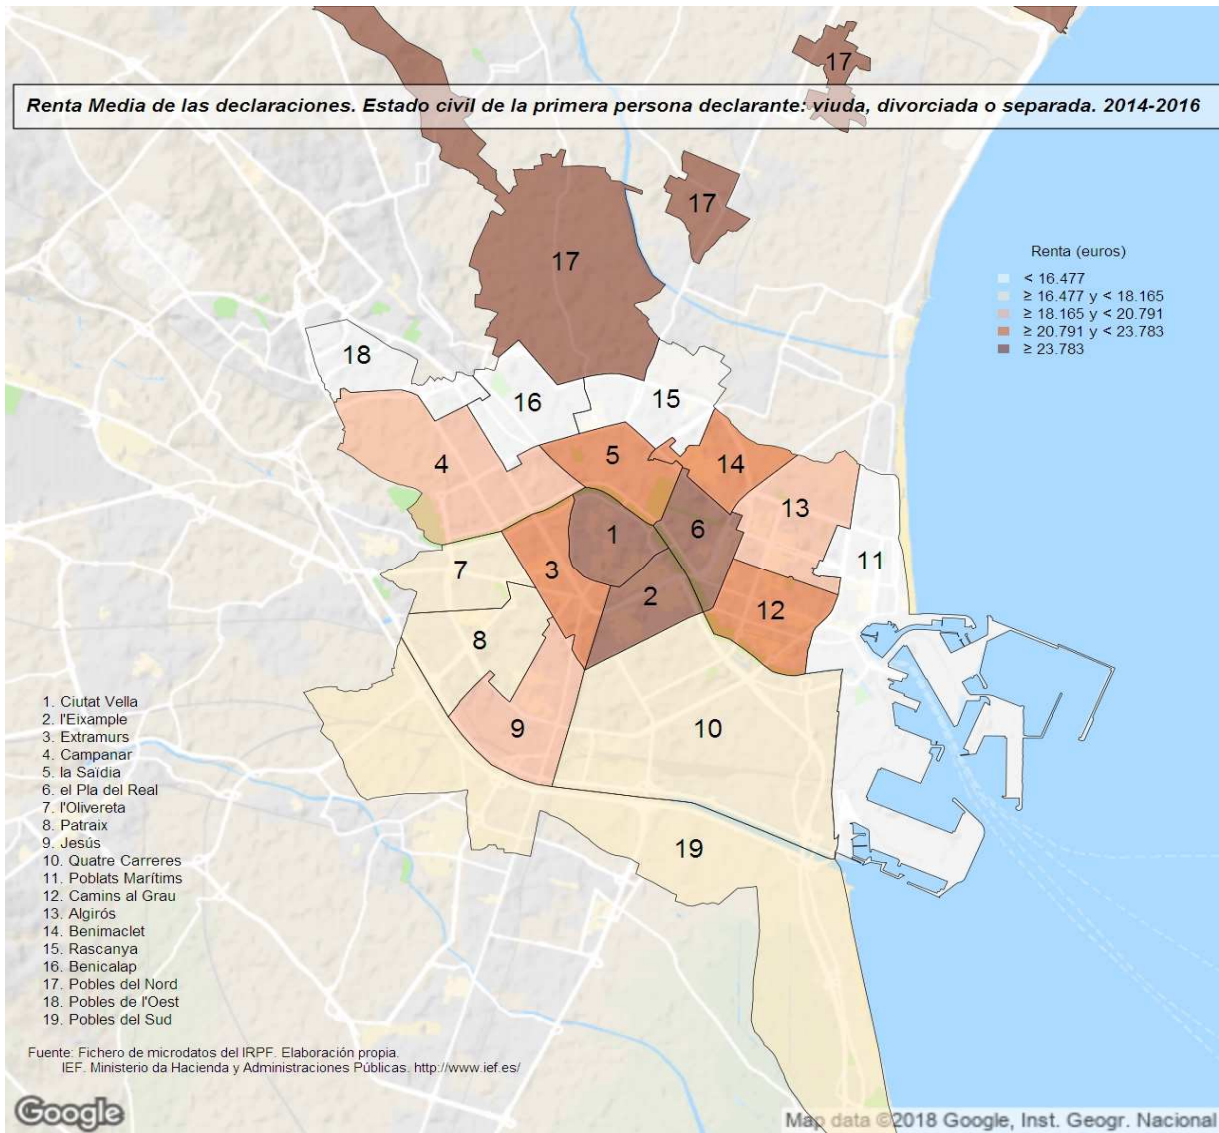 17
Renta Media de las declaraciones. Estado civil de la primera persona declarante: viuda, divorciada o separada. 2014-2016
17
17
Renta (euros)
< 16.477
≥ 16.477 y < 18.165
≥ 18.165 y < 20.791
≥ 20.791 y < 23.783
≥ 23.783
18
16
15
4
5
14
13
1
6
11
7
3
2
12
8
9
10
19
1. Ciutat Vella
2. l'Eixample
3. Extramurs
4. Campanar
5. la Saïdia
6. el Pla del Real
7. l'Olivereta
8. Patraix
9. Jesús
10. Quatre Carreres
11. Poblats Marítims
12. Camins al Grau
13. Algirós
14. Benimaclet
15. Rascanya
16. Benicalap
17. Pobles del Nord
18. Pobles de l'Oest
19. Pobles del Sud
Fuente: Fichero de microdatos del IRPF. Elaboración propia.
IEF. Ministerio da Hacienda y Administraciones Públicas. http://www.ief.es/
Google
Map data ©2018 Google, Inst. Geogr. Nacional